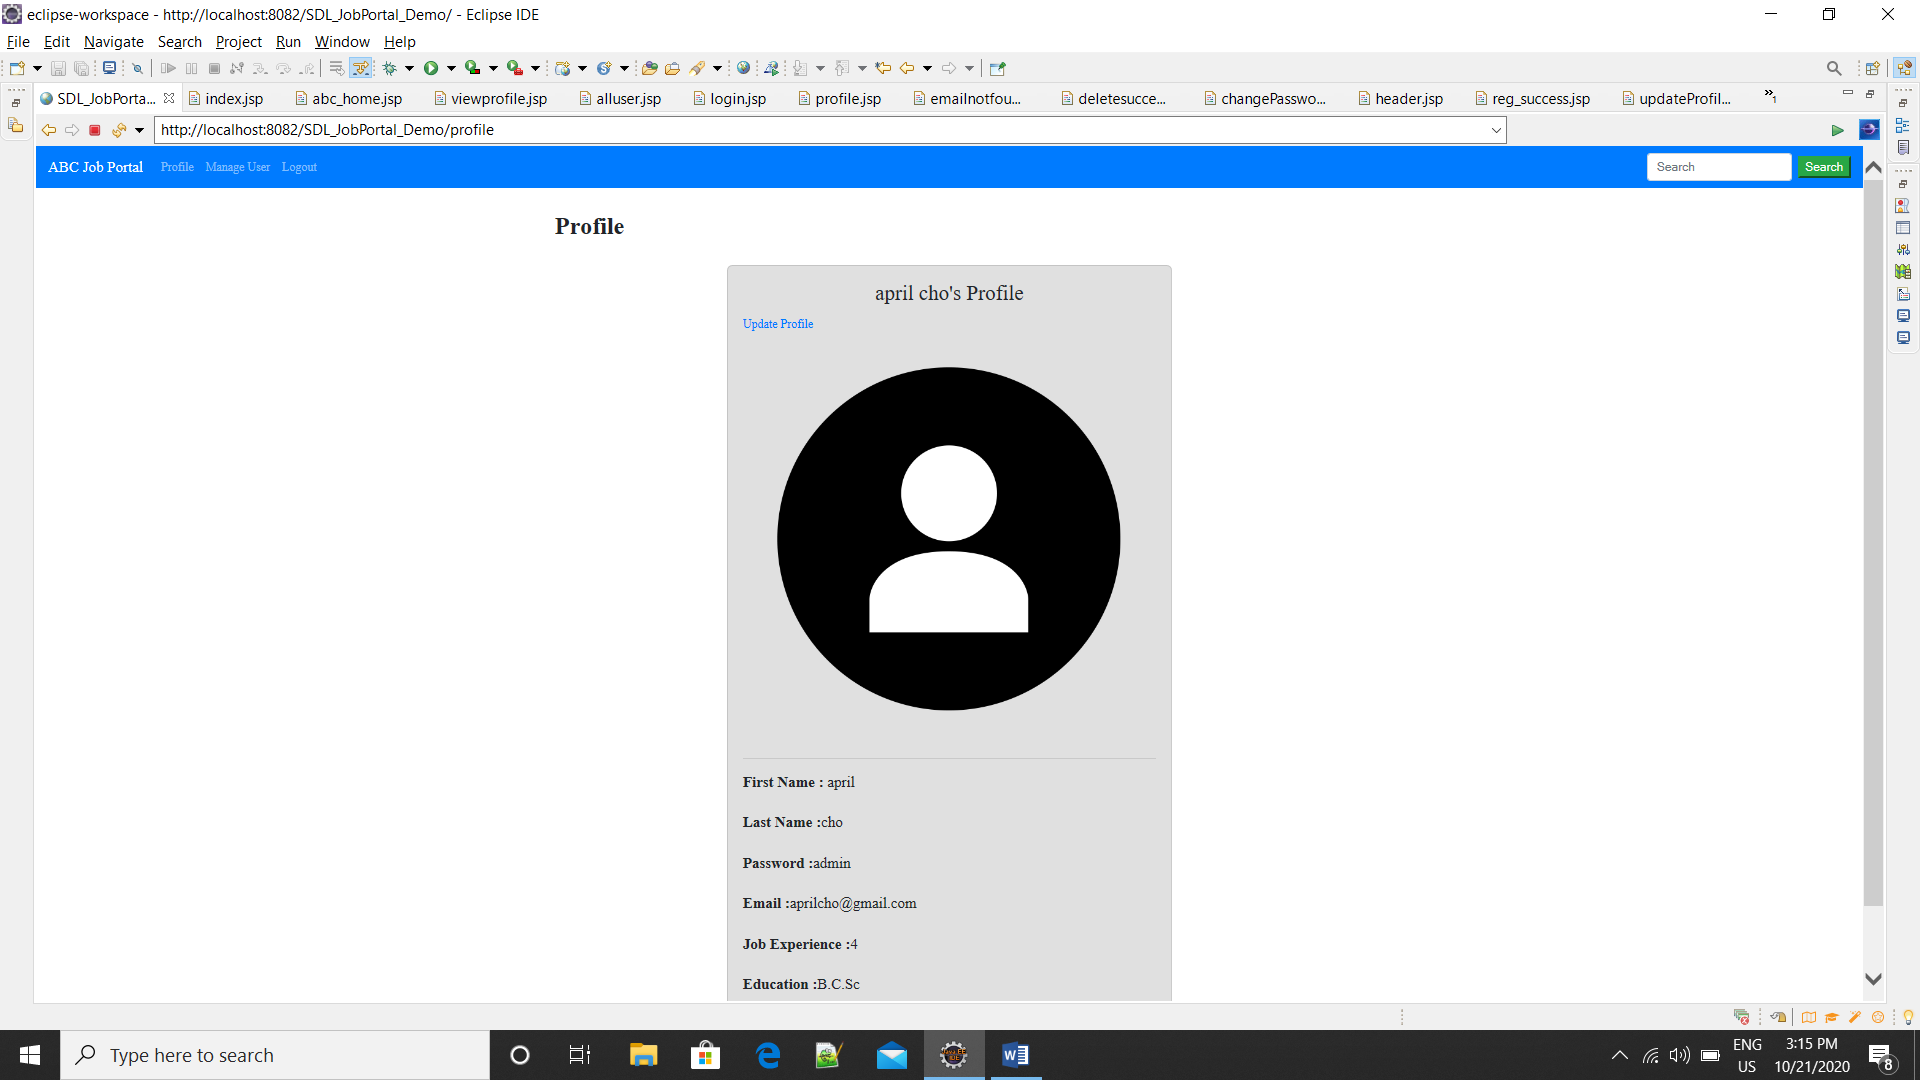 eclipse-workspace - http://localhost:8082/SDL_JobPortal_Demo/ - Eclipse IDE
File Edit Navigate Search Project Run Window Help
SDL_JobPorta... index.jsp abc_home.jsp viewprofile.jsp alluser.jsp login.jsp profile.jsp emailnotfou... deletesucce... changePasswo... header.jsp reg_success.jsp updateProfil... »1
http://localhost:8082/SDL_JobPortal_Demo/profile
ABC Job Portal Profile Manage User Logout Search Search
Profile
april cho's Profile
Update Profile
First Name : april
Last Name :cho
Password :admin
Email :aprilcho@gmail.com
Job Experience :4
Education :B.C.Sc
Type here to search
ENG 3:15 PM
US 10/21/2020 8